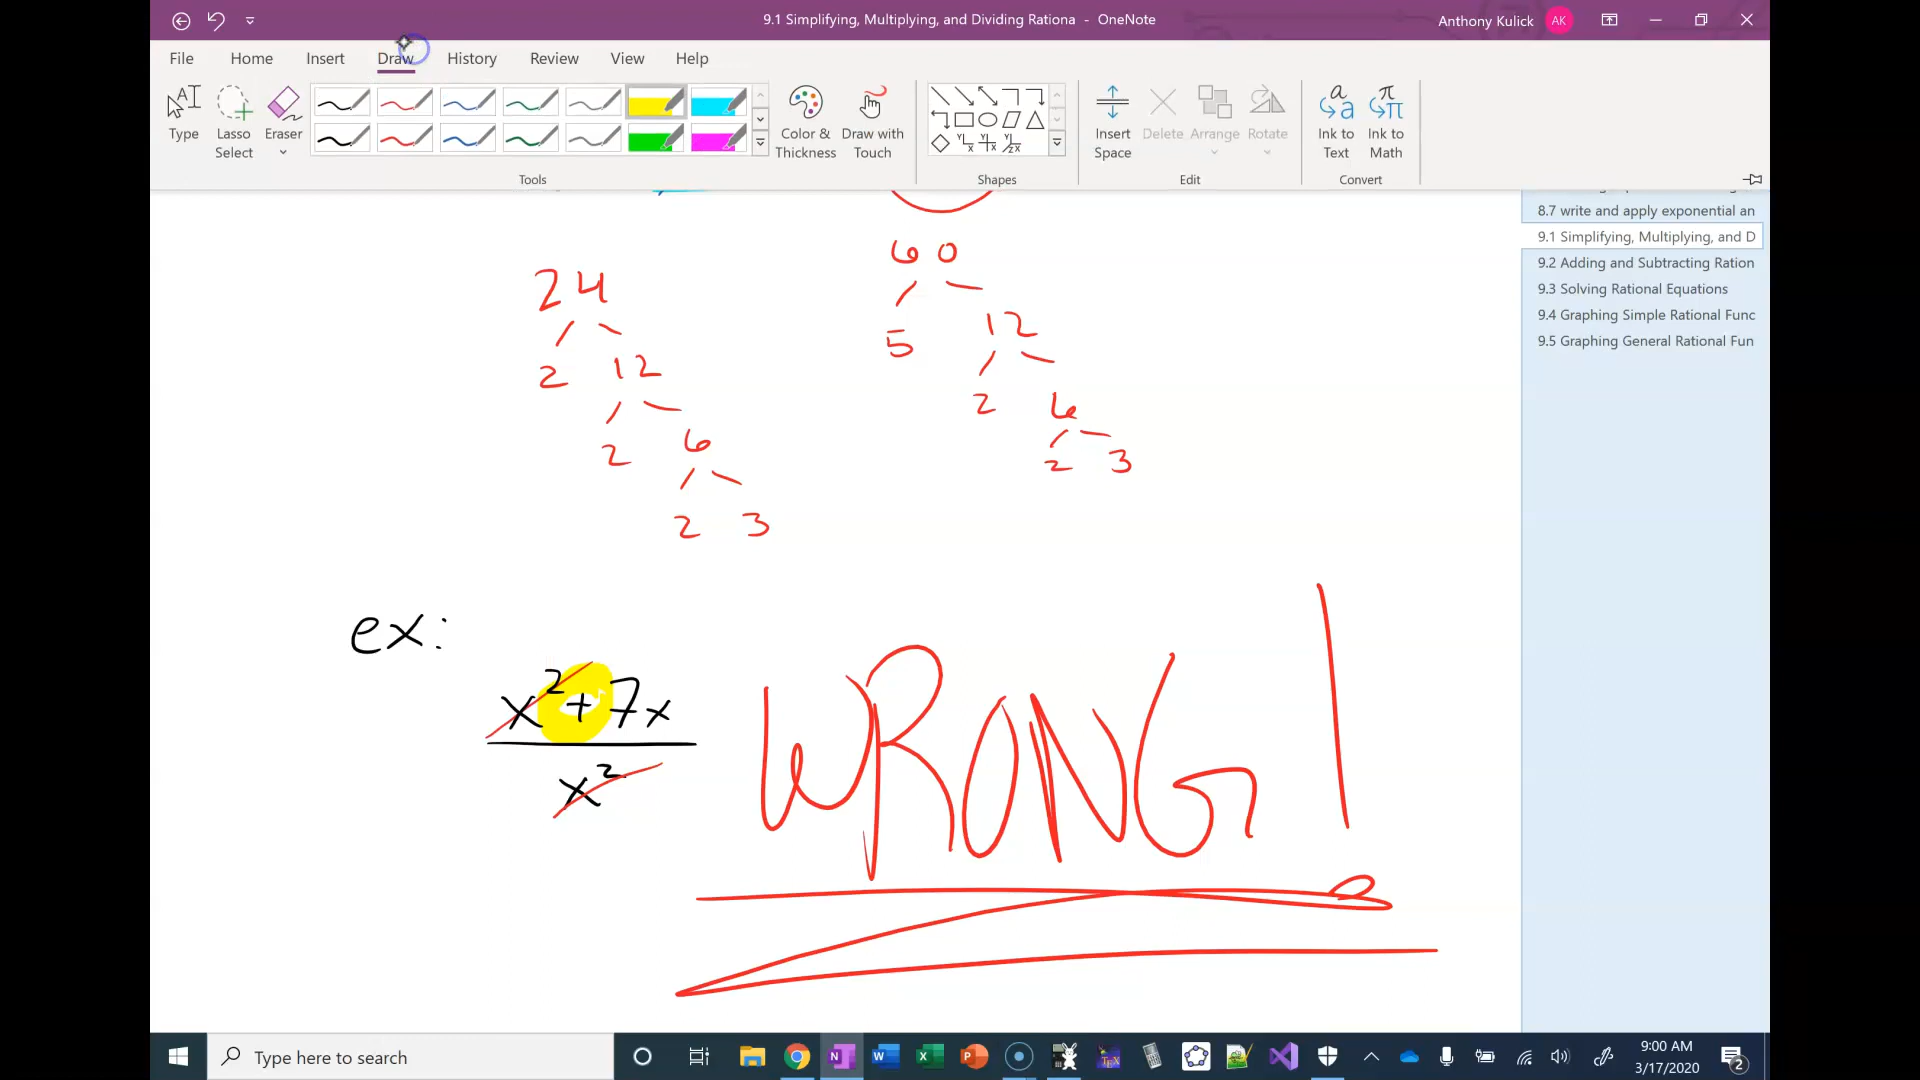 9.1 Simplifying, Multiplying, and Dividing Rationa - OneNote
Anthony Kulick AK
File Home Insert Draw History Review View Help
Type
Lasso Select
Eraser
Color & Thickness
Draw with Touch
Insert Space
Delete
Arrange
Rotate
Ink to Text
Ink to Math
Tools Shapes Edit Convert
8.7 write and apply exponential an
9.1 Simplifying, Multiplying, and D
9.2 Adding and Subtracting Ration
9.3 Solving Rational Equations
9.4 Graphing Simple Rational Func
9.5 Graphing General Rational Fun
60
24
5 12
2 12
2 6
2 6
2 3
2 3
ex:
x²+7x
x²
WRONG!
Type here to search
9:00 AM
3/17/2020
2